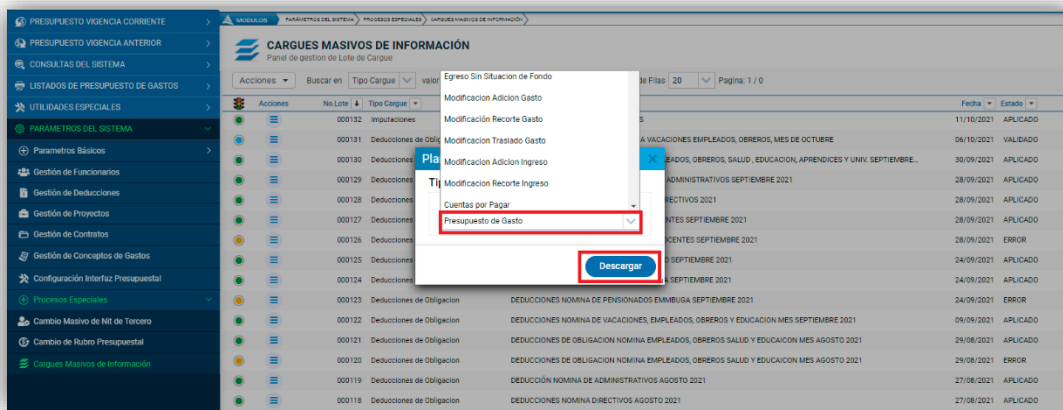 PRESUPUESTO VIGENCIA CORRIENTE
PRESUPUESTO VIGENCIA ANTERIOR
CONSULTAS DEL SISTEMA
LISTADOS DE PRESUPUESTO DE GASTOS
UTILIDADES ESPECIALES
PARÁMETROS DEL SISTEMA
Parametros Básicos
Gestión de Funcionarios
Gestión de Deducciones
Gestión de Proyectos
Gestión de Contratos
Gestión de Conceptos de Gastos
Configuración Interfaz Presupuestal
Procesos Especiales
Cambio Masivo de Nit de Tercero
Cambio de Rubro Presupuestal
Cargues Masivos de Información
MODULOS PARÁMETROS DEL SISTEMA PROCESOS ESPECIALES CARGUES MASIVOS DE INFORMACIÓN
CARGUES MASIVOS DE INFORMACIÓN
Panel de gestion de Lote de Cargue
Acciones Buscar en Tipo Cargue valor de Filas 20 Pagina: 1 / 0
Acciones No.Lote Tipo Cargue Fecha Estado
000132 Imputaciones S 11/10/2021 APLICADO
000131 Deducciones de Oblig A VACACIONES EMPLEADOS, OBREROS, MES DE OCTUBRE 06/10/2021 VALIDADO
000130 Deducciones EADOS, OBREROS, SALUD , EDUCACION, APRENDICES Y UNIV. SEPTIEMBRE... 30/09/2021 APLICADO
000129 Deducciones ADMINISTRATIVOS SEPTIEMBRE 2021 28/09/2021 APLICADO
000128 Deducciones RECTIVOS 2021 28/09/2021 APLICADO
000127 Deducciones NTES SEPTIEMBRE 2021 28/09/2021 APLICADO
000126 Deducciones OCENTES SEPTIEMBRE 2021 28/09/2021 ERROR
000125 Deducciones O SEPTIEMBRE 2021 24/09/2021 APLICADO
000124 Deducciones A SEPTIEMBRE 2021 24/09/2021 APLICADO
000123 Deducciones de Obligacion DEDUCCIONES NOMINA DE PENSIONADOS EMMBUGA SEPTIEMBRE 2021 24/09/2021 ERROR
000122 Deducciones de Obligacion DEDUCCIONES NOMINA DE VACACIONES, EMPLEADOS, OBREROS Y EDUCACION MES SEPTIEMBRE 2021 09/09/2021 APLICADO
000121 Deducciones de Obligacion DEDUCCIONES DE OBLIGACION NOMINA EMPLEADOS, OBREROS SALUD Y EDUCAICON MES AGOSTO 2021 29/08/2021 APLICADO
000120 Deducciones de Obligacion DEDUCCIONES DE OBLIGACION NOMINA EMPLEADOS, OBREROS SALUD Y EDUCAICON MES AGOSTO 2021 29/08/2021 ERROR
000119 Deducciones de Obligacion DEDUCCIÓN NOMINA DE ADMINISTRATIVOS AGOSTO 2021 27/08/2021 APLICADO
000118 Deducciones de Obligacion DEDUCCIONES NOMINA DIRECTIVOS AGOSTO 2021 27/08/2021 APLICADO
Pla
Ti
Egreso Sin Situacion de Fondo
Modificacion Adicion Gasto
Modificación Recorte Gasto
Modificacion Traslado Gasto
Modificacion Adicion Ingreso
Modificacion Recorte Ingreso
Cuentas por Pagar
Presupuesto de Gasto
Descargar